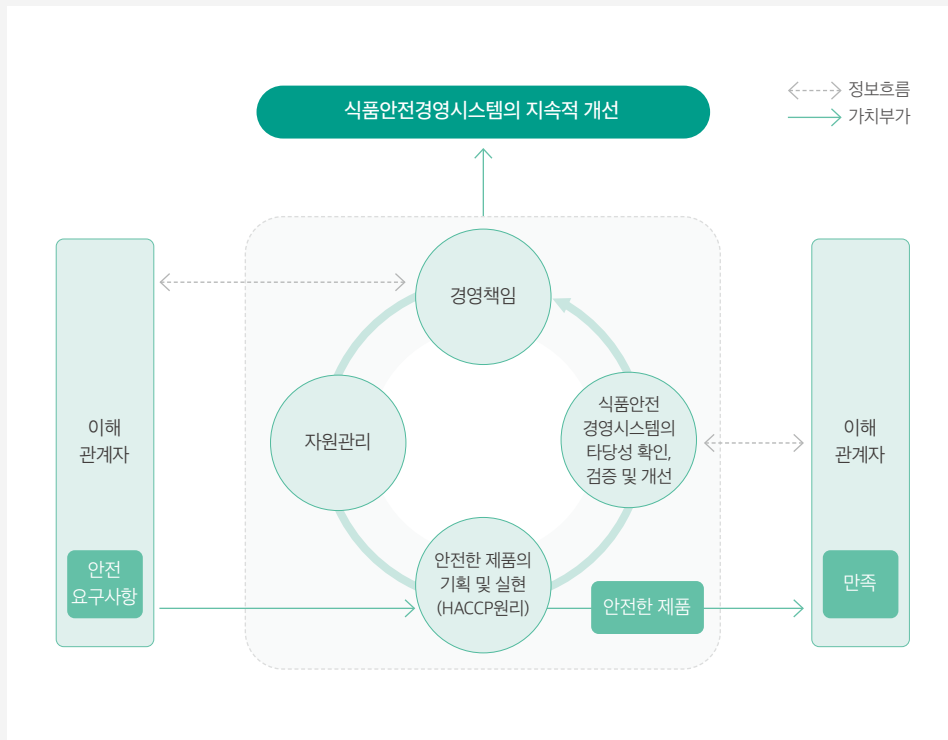 정보흐름
가치부가
식품안전경영시스템의 지속적 개선
경영책임
이해
관계자
자원관리
식품안전
경영시스템의
타당성 확인,
검증 및 개선
이해
관계자
안전
요구사항
안전한 제품의
기획 및 실현
(HACCP원리)
안전한 제품
만족